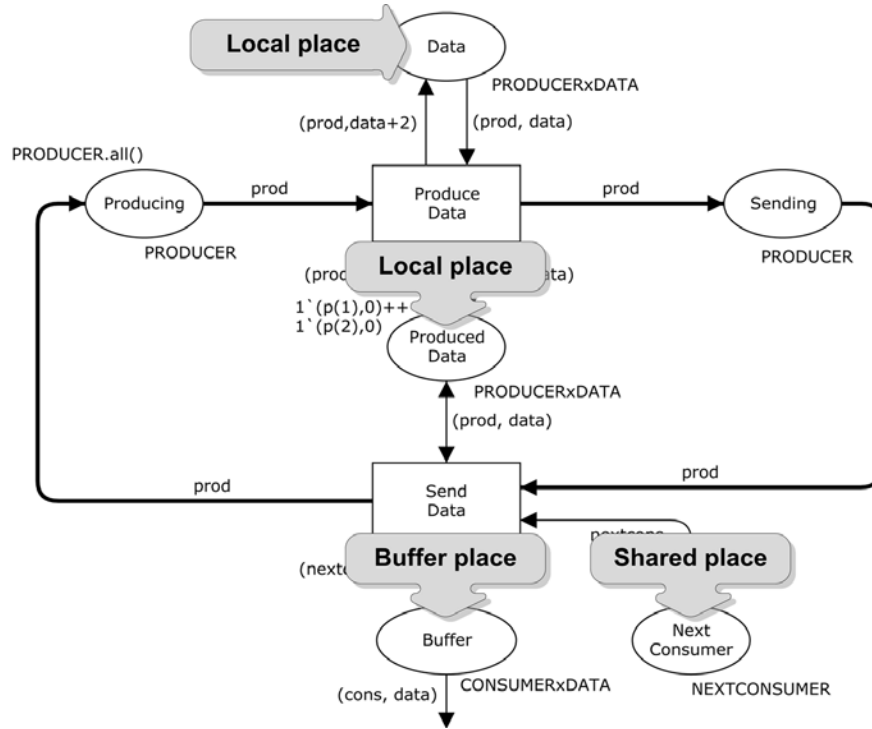 Local place
Data
PRODUCERxDATA
(prod,data+2)
(prod, data)
PRODUCER.all()
Producing
prod
Produce
Data
prod
Sending
PRODUCER
PRODUCER
Local place
1`(p(1),0)++
1`(p(2),0)
Produced
Data
PRODUCERxDATA
(prod, data)
prod
Send
Data
prod
Buffer place
Shared place
Buffer
Next
Consumer
CONSUMERxDATA
NEXTCONSUMER
(cons, data)